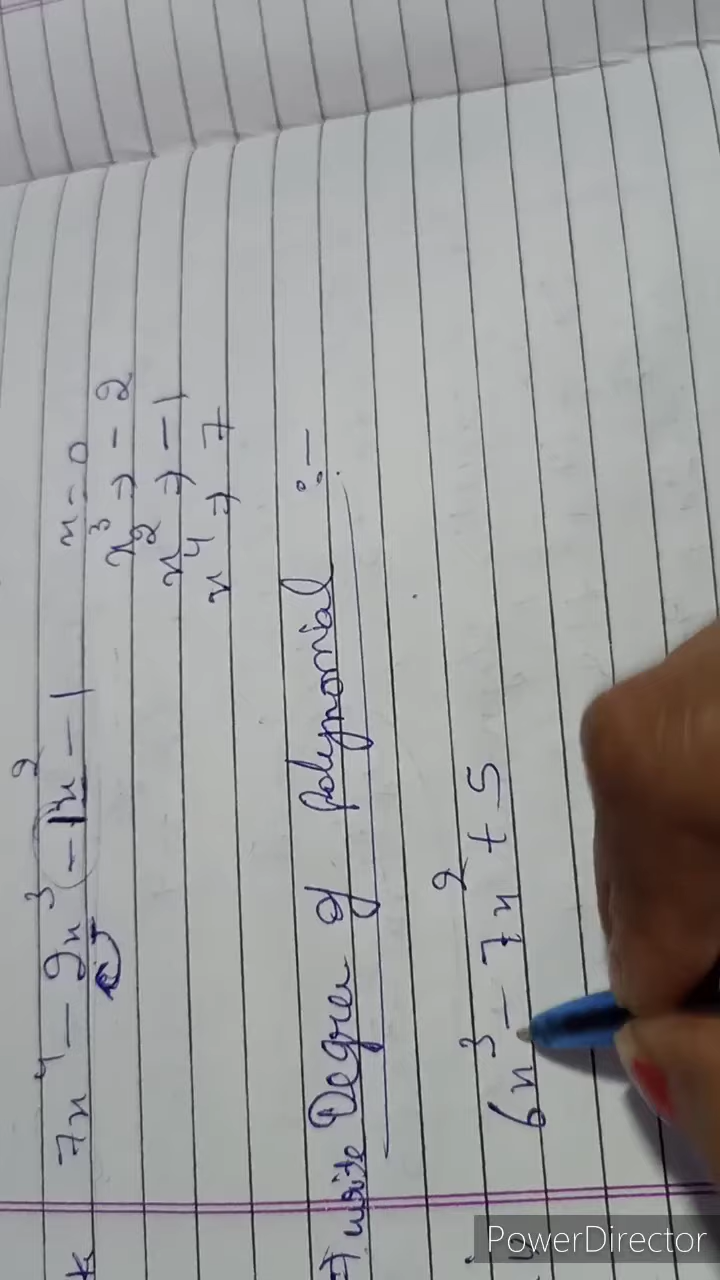 7x⁴ - 2x³ - 1x² - 1
x = 0
x³ ⇒ - 2
x² ⇒ - 1
x⁴ ⇒ 7
write Degree of polynomial :-
6x³ - 7x² + 5
PowerDirector